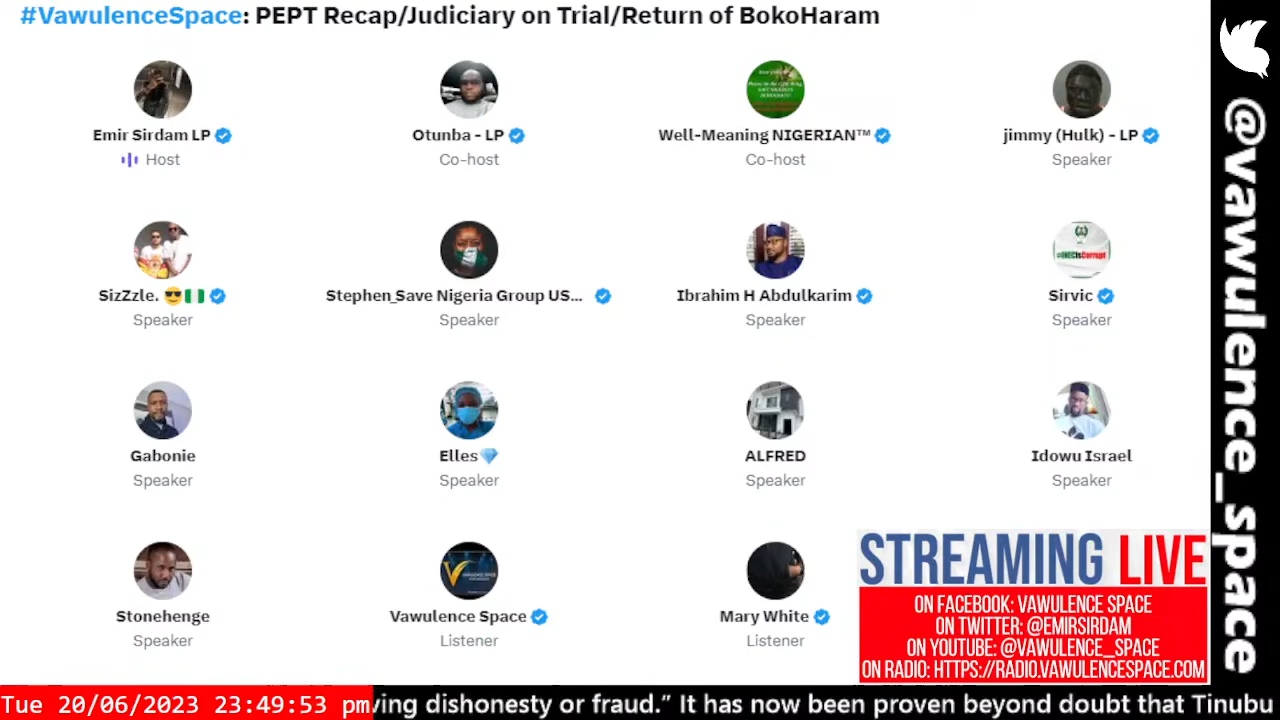 #VawulenceSpace: PEPT Recap/Judiciary on Trial/Return of BokoHaram
Emir Sirdam LP
Host
Otunba - LP
Co-host
Well-Meaning NIGERIAN™
Co-host
jimmy (Hulk) - LP
Speaker
SizZzle. 😎🇳🇬
Speaker
Stephen_Save Nigeria Group US...
Speaker
Ibrahim H Abdulkarim
Speaker
#INECIsCorrupt
Sirvic
Speaker
Gabonie
Speaker
Elles💎
Speaker
ALFRED
Speaker
Idowu Israel
Speaker
Stonehenge
Speaker
Vawulence Space
Listener
Mary White
Listener
STREAMING LIVE
ON FACEBOOK: VAWULENCE SPACE
ON TWITTER: @EMIRSIRDAM
ON YOUTUBE: @VAWULENCE_SPACE
ON RADIO: HTTPS://RADIO.VAWULENCESPACE.COM
@vawulence_space
Tue 20/06/2023 23:49:53 pm
ving dishonesty or fraud.” It has now been proven beyond doubt that Tinubu